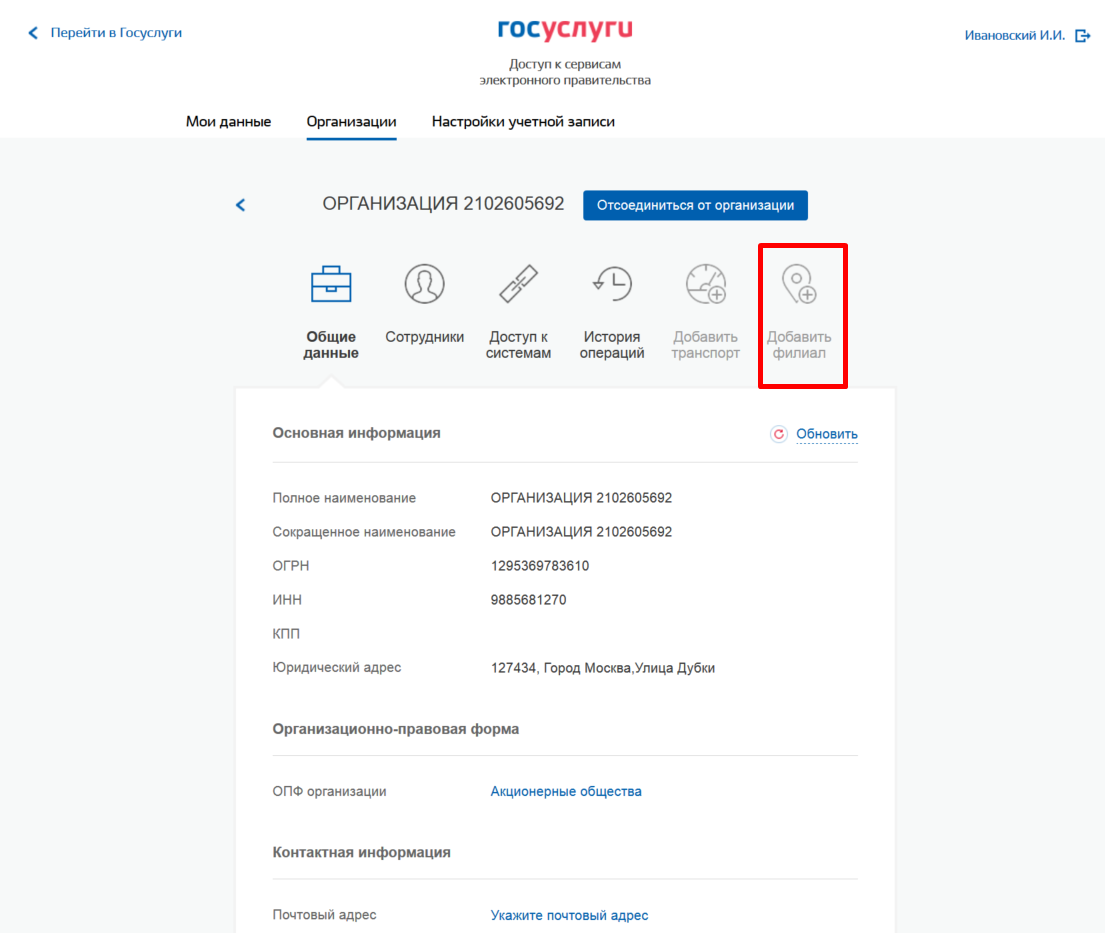 Перейти в Госуслуги
госуслуги
Ивановский И.И.
Доступ к сервисам
электронного правительства
Мои данные Организации Настройки учетной записи
ОРГАНИЗАЦИЯ 2102605692 Отсоединиться от организации
Общие данные
Сотрудники
Доступ к системам
История операций
Добавить транспорт
Добавить филиал
Основная информация Обновить
Полное наименование ОРГАНИЗАЦИЯ 2102605692
Сокращенное наименование ОРГАНИЗАЦИЯ 2102605692
ОГРН 1295369783610
ИНН 9885681270
КПП
Юридический адрес 127434, Город Москва,Улица Дубки
Организационно-правовая форма
ОПФ организации Акционерные общества
Контактная информация
Почтовый адрес Укажите почтовый адрес